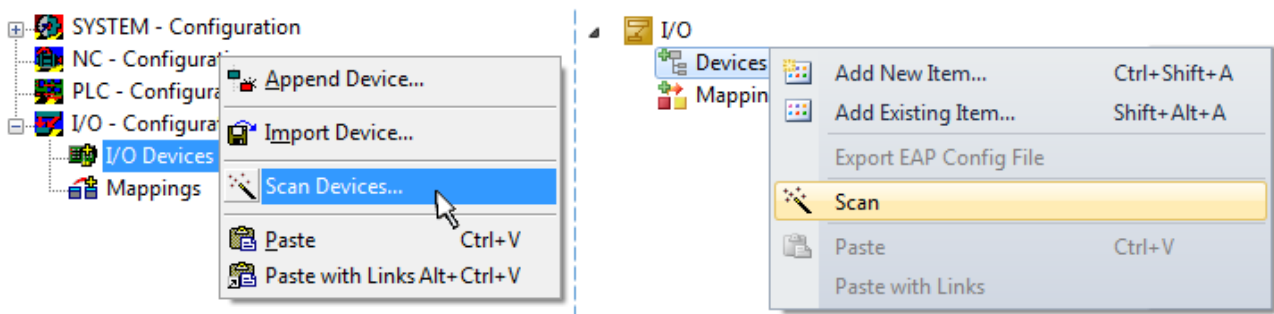 SYSTEM - Configuration
NC - Configurati
PLC - Configura
I/O - Configurat
I/O Devices
Mappings
Append Device...
Import Device...
Scan Devices...
Paste Ctrl+V
Paste with Links Alt+Ctrl+V
I/O
Devices
Mappin
Add New Item... Ctrl+Shift+A
Add Existing Item... Shift+Alt+A
Export EAP Config File
Scan
Paste Ctrl+V
Paste with Links